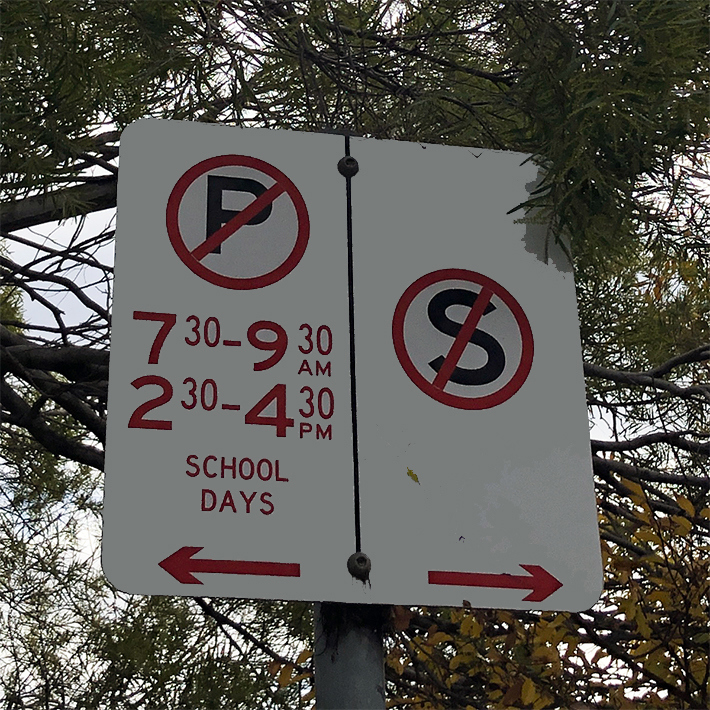 P
7 30 - 9 30 AM
2 30 - 4 30 PM
SCHOOL
DAYS
S